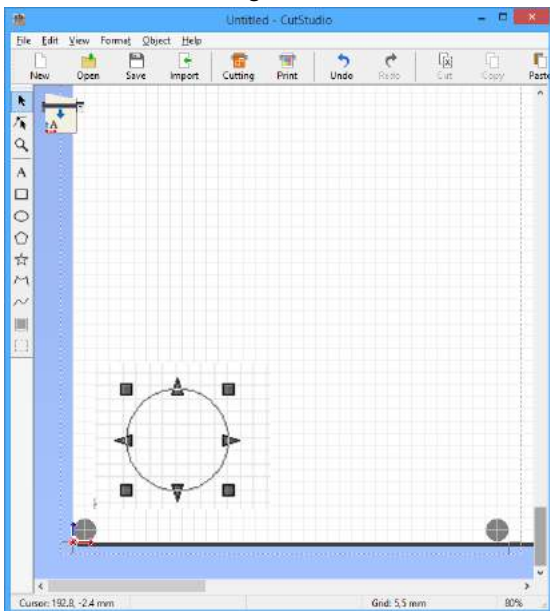 Untitled - CutStudio
File Edit View Format Object Help
New Open Save Import Cutting Print Undo Redo Cut Copy Paste
A
A
Cursor: 192.8, -2.4 mm Grid: 5,5 mm 80%